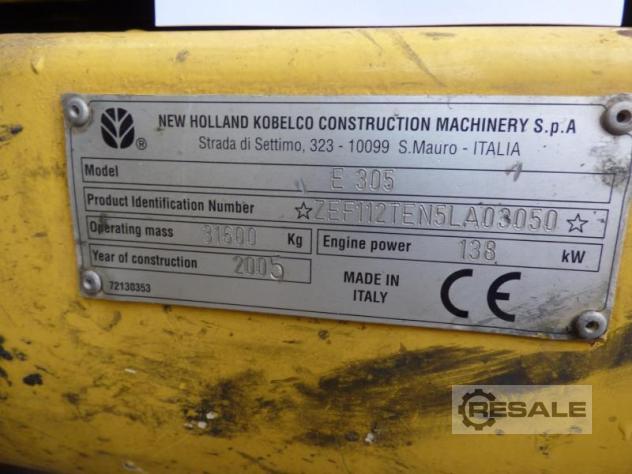 NEW HOLLAND KOBELCO CONSTRUCTION MACHINERY S.p.A
®
Strada di Settimo, 323 - 10099 S.Mauro - ITALIA
Model E 305
Product Identification Number ☆ZEF112TEN5LA03050☆
Operating mass 31600 Kg Engine power 138 kW
Year of construction 2005
MADE IN
ITALY
CE
72130353
RESALE